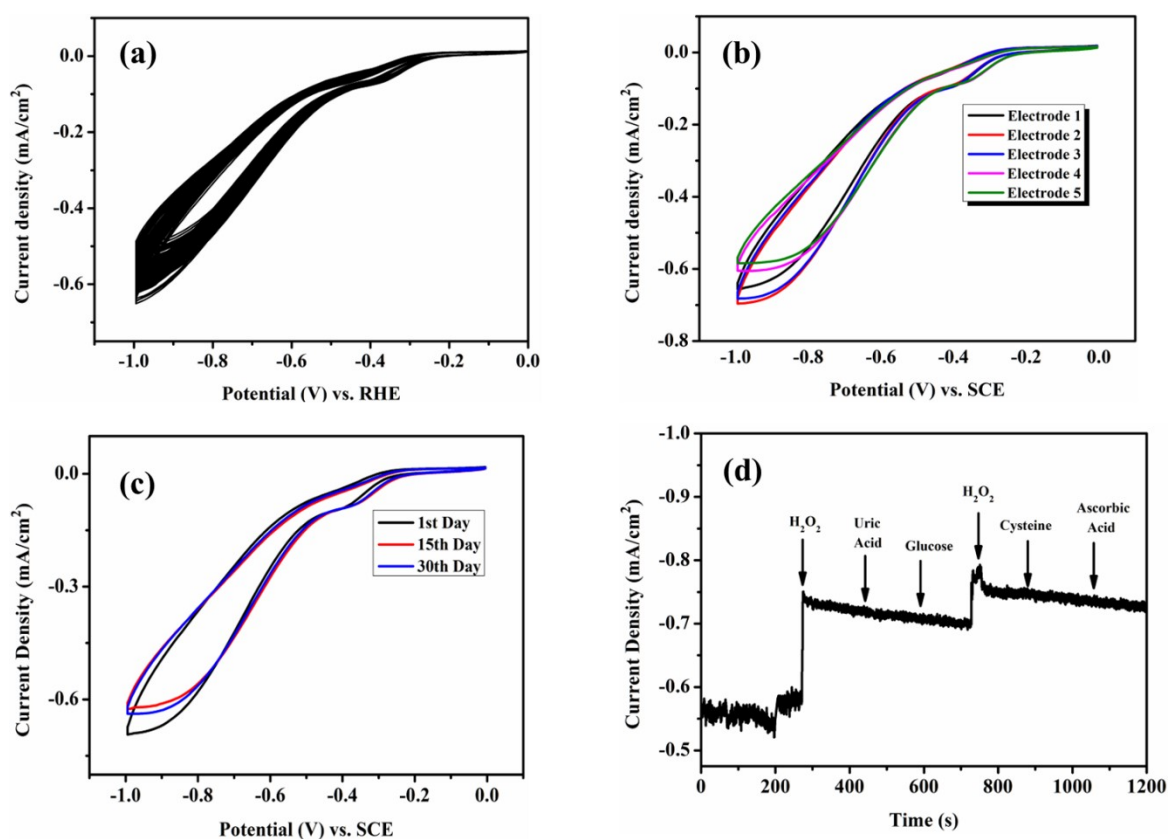 (a)
0.0
-0.2
-0.4
-0.6
Current density (mA/cm²)
-1.0 -0.8 -0.6 -0.4 -0.2 0.0
Potential (V) vs. RHE
(b)
0.0
-0.2
-0.4
-0.6
-0.8
Current density (mA/cm²)
Electrode 1
Electrode 2
Electrode 3
Electrode 4
Electrode 5
-1.0 -0.8 -0.6 -0.4 -0.2 0.0
Potential (V) vs. SCE
(c)
0.0
-0.3
-0.6
Current Density (mA/cm²)
1st Day
15th Day
30th Day
-1.0 -0.8 -0.6 -0.4 -0.2 0.0
Potential (V) vs. SCE
(d)
-1.0
-0.9
-0.8
-0.7
-0.6
-0.5
Current Density (mA/cm²)
H₂O₂
Uric
Acid
Glucose
H₂O₂
Cysteine
Ascorbic
Acid
0 200 400 600 800 1000 1200
Time (s)